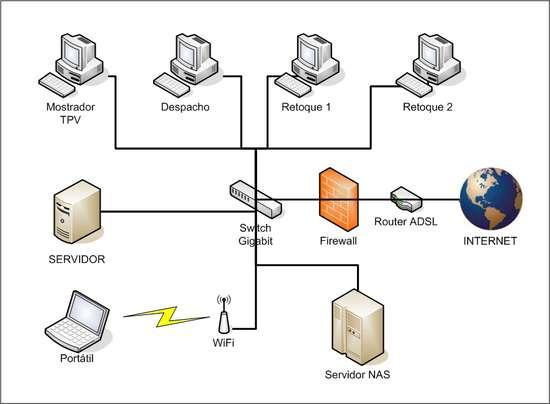 Mostrador
TPV
Despacho
Retoque 1
Retoque 2
SERVIDOR
Switch
Gigabit
Firewall
Router ADSL
INTERNET
Portátil
WiFi
Servidor NAS